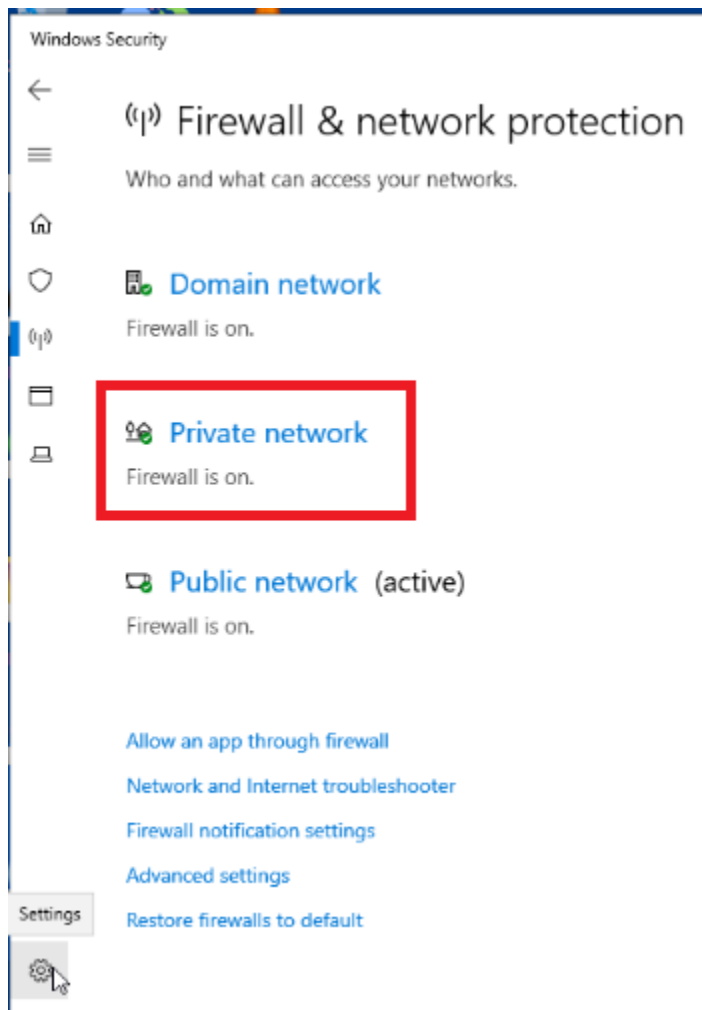 Windows Security
Firewall & network protection
Who and what can access your networks.
Domain network
Firewall is on.
Private network
Firewall is on.
Public network (active)
Firewall is on.
Allow an app through firewall
Network and Internet troubleshooter
Firewall notification settings
Advanced settings
Settings
Restore firewalls to default